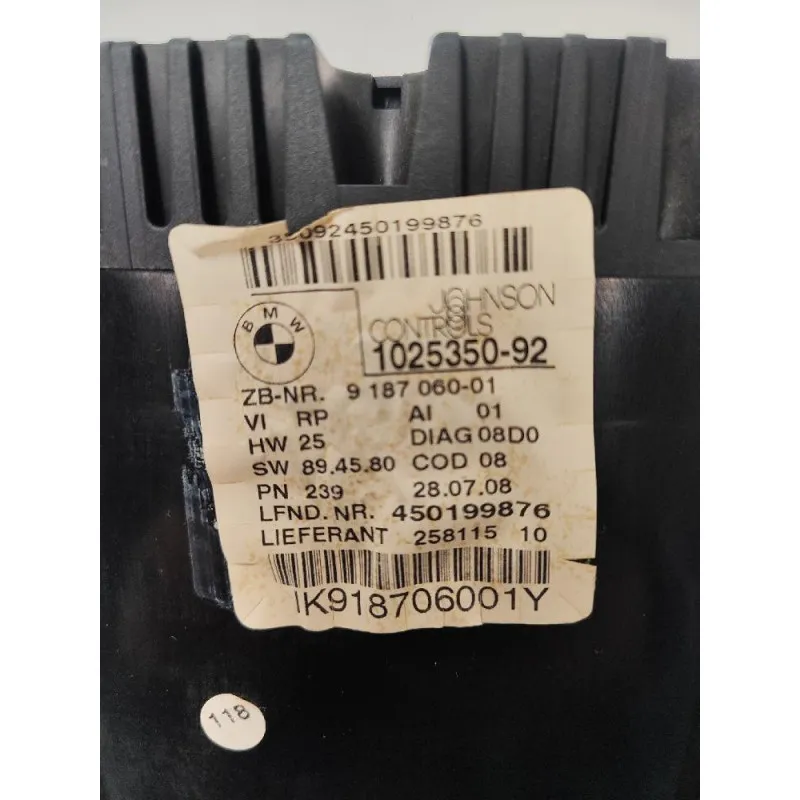 35092450199876
BMW
JOHNSON
CONTROLS
1025350-92
ZB-NR. 9 187 060-01
VI RP AI 01
HW 25 DIAG 08D0
SW 89.45.80 COD 08
PN 239 28.07.08
LFND. NR. 450199876
LIEFERANT 258115 10
IK918706001Y
118